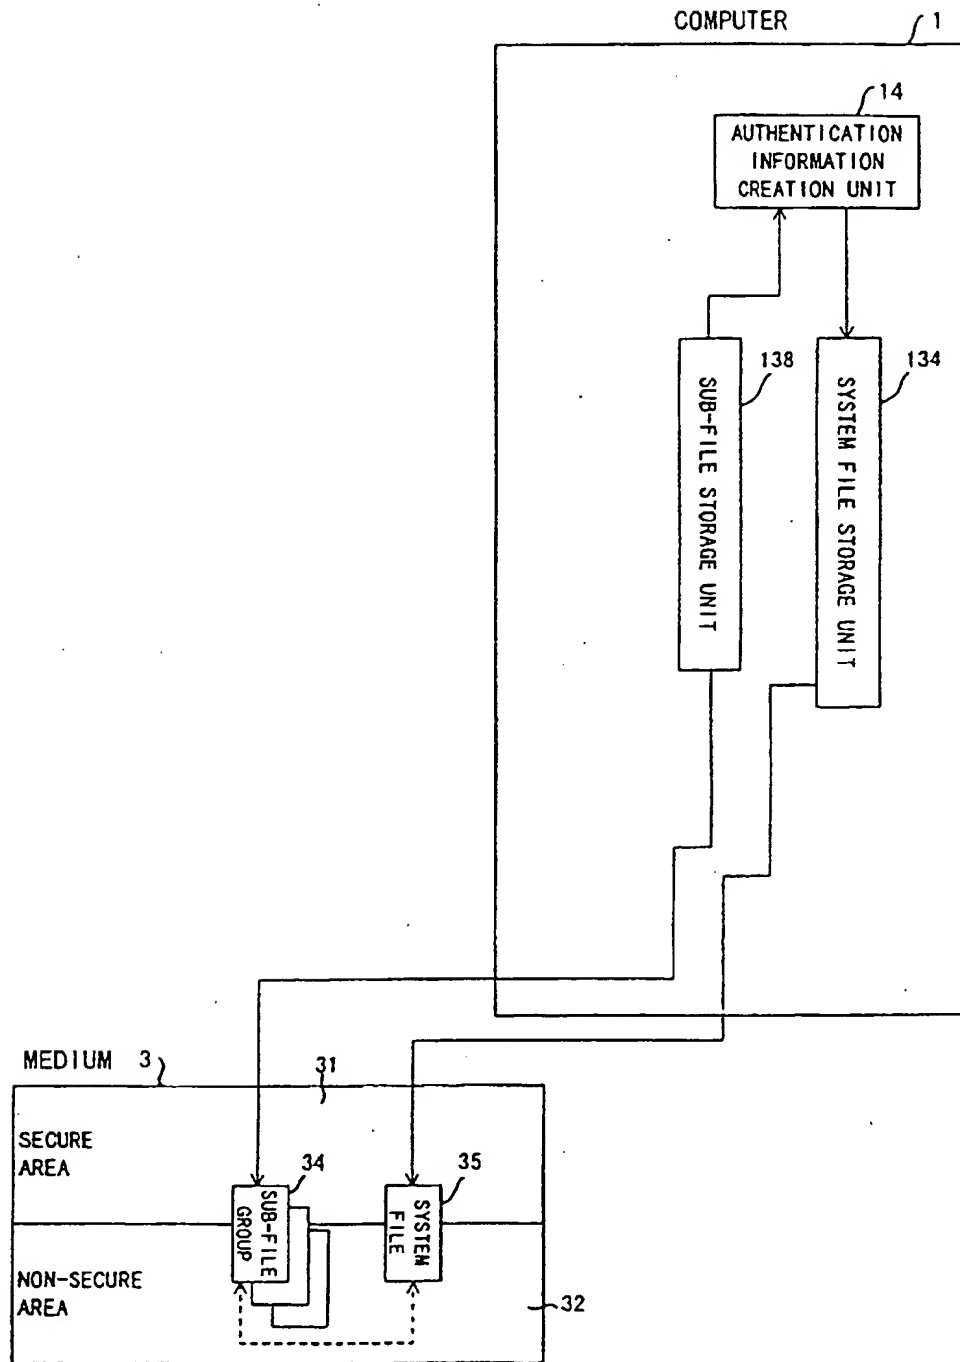 COMPUTER 1
14
AUTHENTICATION
INFORMATION
CREATION UNIT
138
134
SUB-FILE STORAGE UNIT
SYSTEM FILE STORAGE UNIT
MEDIUM 3
31
SECURE
AREA
34
35
SUB-FILE
GROUP
SYSTEM
FILE
NON-SECURE
AREA
32